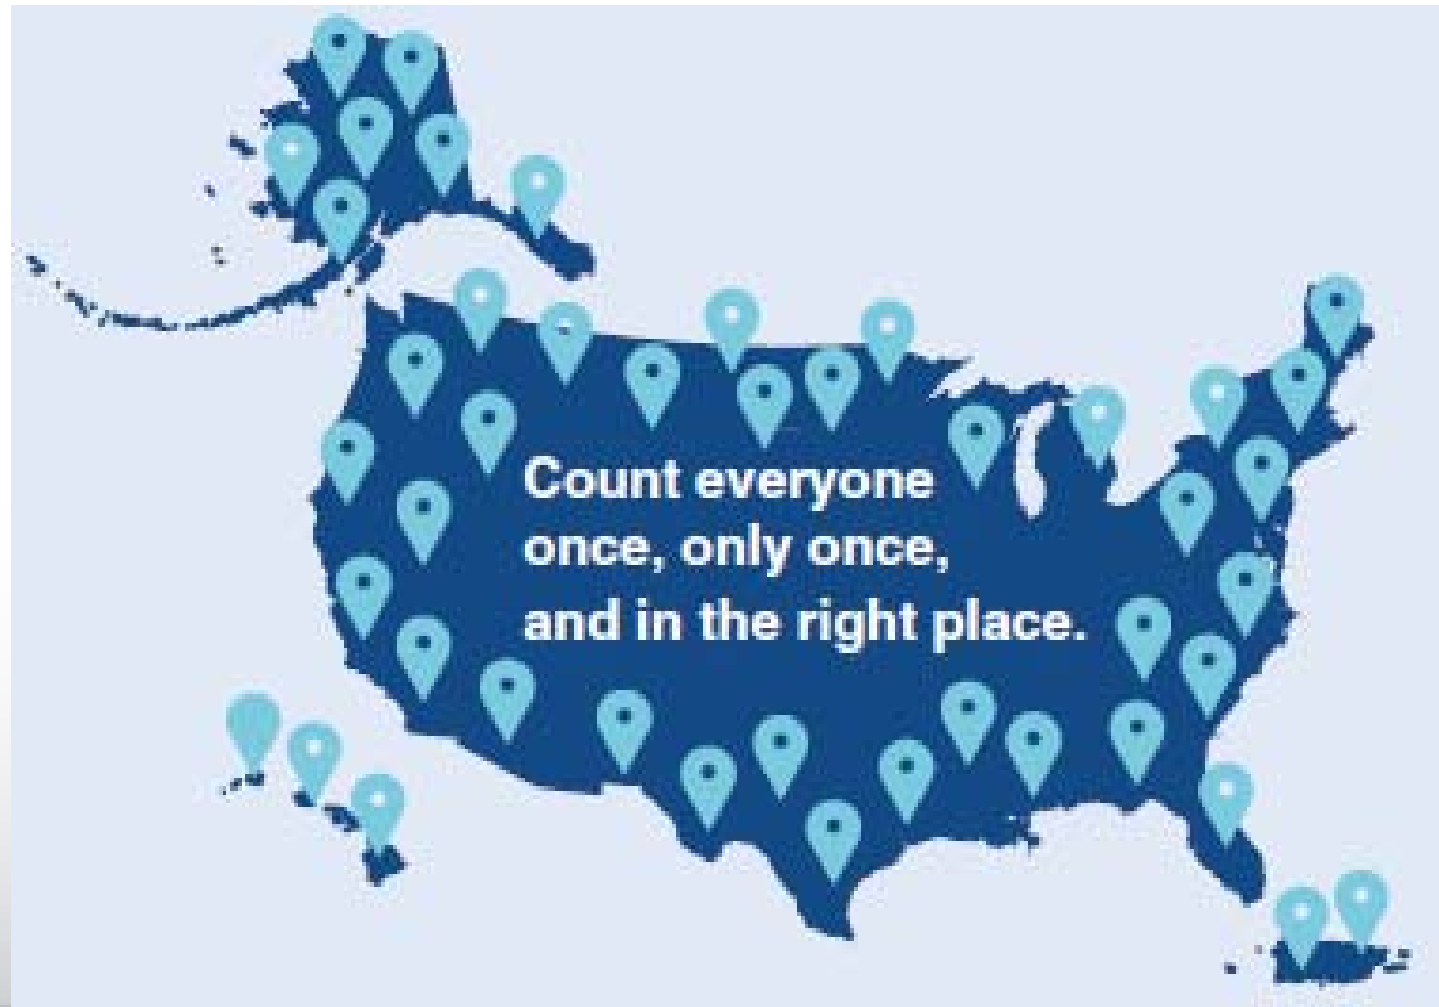 Count everyone
once, only once,
and in the right place.